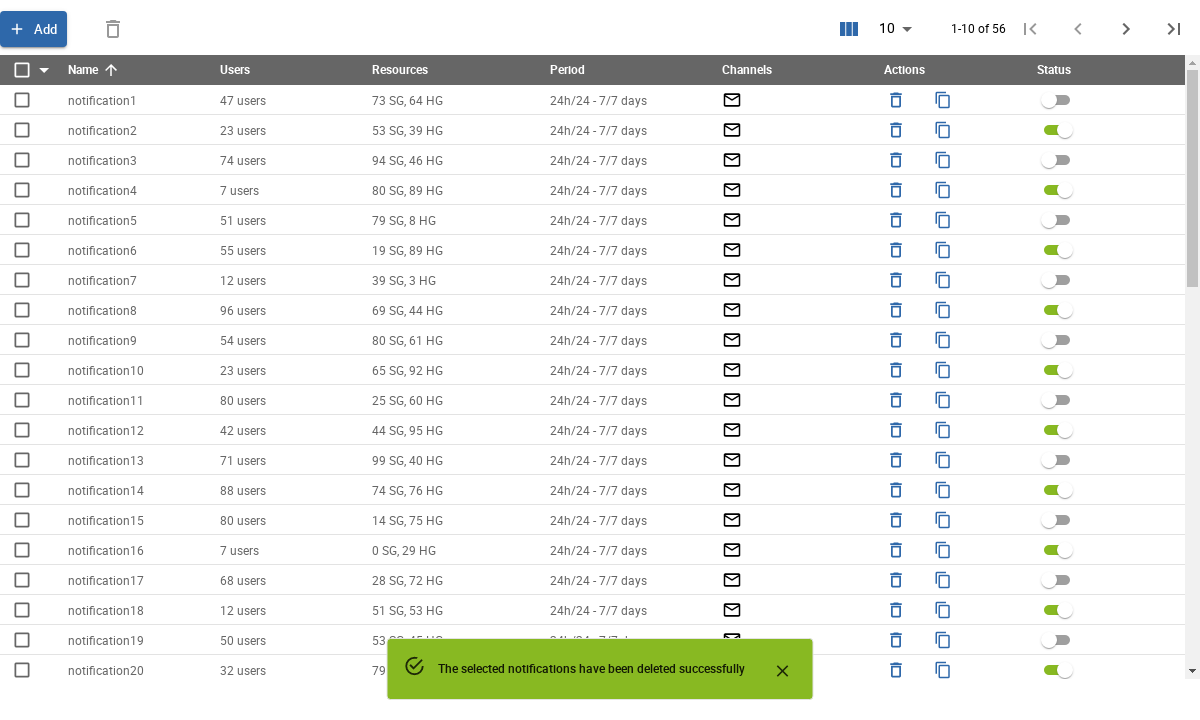 Add 10 1-10 of 56
Name Users Resources Period Channels Actions Status
notification1 47 users 73 SG, 64 HG 24h/24 - 7/7 days
notification2 23 users 53 SG, 39 HG 24h/24 - 7/7 days
notification3 74 users 94 SG, 46 HG 24h/24 - 7/7 days
notification4 7 users 80 SG, 89 HG 24h/24 - 7/7 days
notification5 51 users 79 SG, 8 HG 24h/24 - 7/7 days
notification6 55 users 19 SG, 89 HG 24h/24 - 7/7 days
notification7 12 users 39 SG, 3 HG 24h/24 - 7/7 days
notification8 96 users 69 SG, 44 HG 24h/24 - 7/7 days
notification9 54 users 80 SG, 61 HG 24h/24 - 7/7 days
notification10 23 users 65 SG, 92 HG 24h/24 - 7/7 days
notification11 80 users 25 SG, 60 HG 24h/24 - 7/7 days
notification12 42 users 44 SG, 95 HG 24h/24 - 7/7 days
notification13 71 users 99 SG, 40 HG 24h/24 - 7/7 days
notification14 88 users 74 SG, 76 HG 24h/24 - 7/7 days
notification15 80 users 14 SG, 75 HG 24h/24 - 7/7 days
notification16 7 users 0 SG, 29 HG 24h/24 - 7/7 days
notification17 68 users 28 SG, 72 HG 24h/24 - 7/7 days
notification18 12 users 51 SG, 53 HG 24h/24 - 7/7 days
notification19 50 users 53
notification20 32 users 79
The selected notifications have been deleted successfully